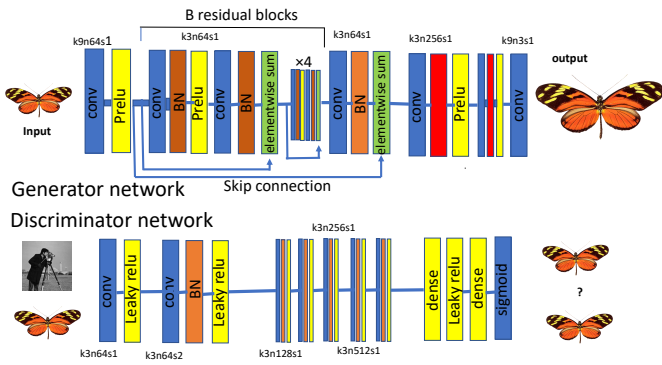 B residual blocks
k9n64s1
k3n64s1
k3n64s1
k3n256s1
k9n3s1
output
×4
Input
conv
Prelu
conv
BN
Prelu
conv
BN
elementwise sum
conv
BN
elementwise sum
conv
Prelu
conv
Skip connection
Generator network
Discriminator network
k3n256s1
conv
Leaky relu
conv
BN
Leaky relu
dense
Leaky relu
dense
sigmoid
?
k3n64s1
k3n64s2
k3n128s1
k3n512s1